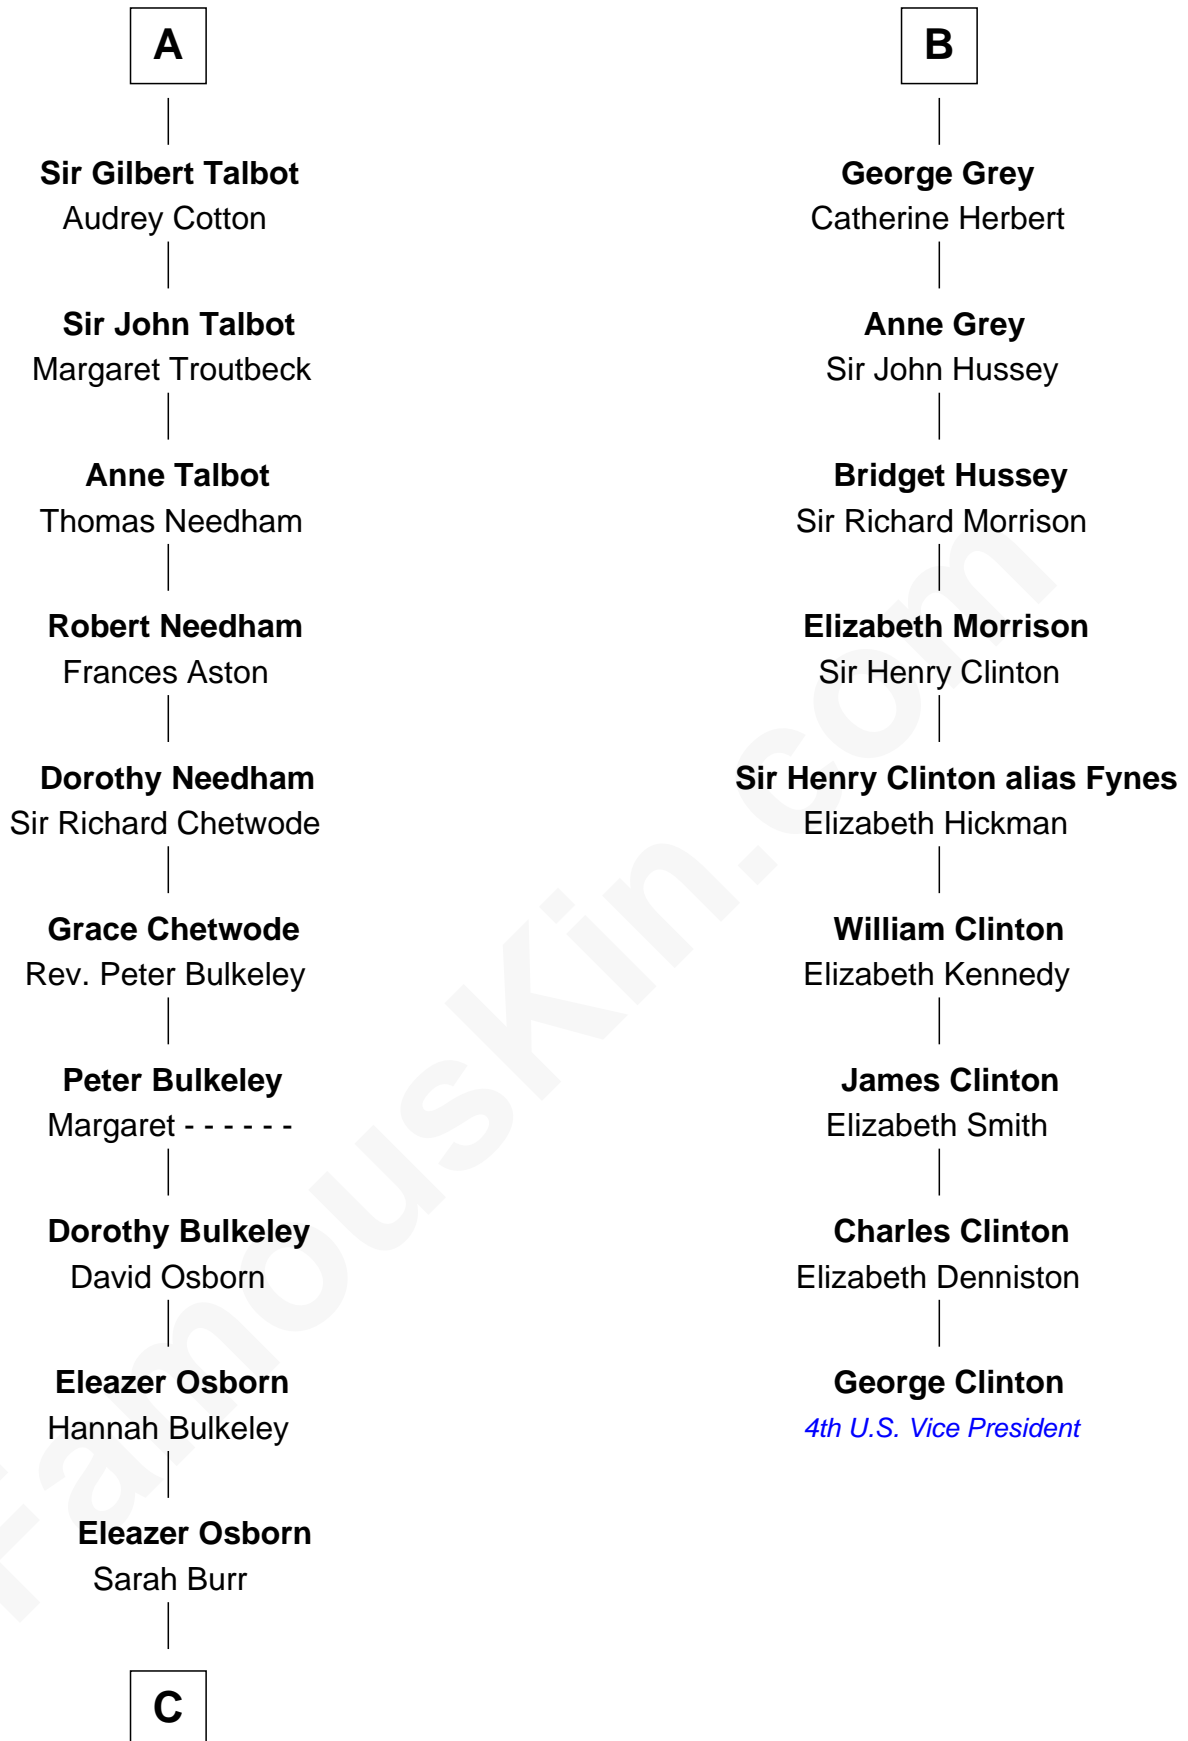 A
Sir Gilbert Talbot
Audrey Cotton
Sir John Talbot
Margaret Troutbeck
Anne Talbot
Thomas Needham
Robert Needham
Frances Aston
Dorothy Needham
Sir Richard Chetwode
Grace Chetwode
Rev. Peter Bulkeley
Peter Bulkeley
Margaret - - - - - -
Dorothy Bulkeley
David Osborn
Eleazer Osborn
Hannah Bulkeley
Eleazer Osborn
Sarah Burr
C
B
George Grey
Catherine Herbert
Anne Grey
Sir John Hussey
Bridget Hussey
Sir Richard Morrison
Elizabeth Morrison
Sir Henry Clinton
Sir Henry Clinton alias Fynes
Elizabeth Hickman
William Clinton
Elizabeth Kennedy
James Clinton
Elizabeth Smith
Charles Clinton
Elizabeth Denniston
George Clinton
4th U.S. Vice President
FamousKin.com